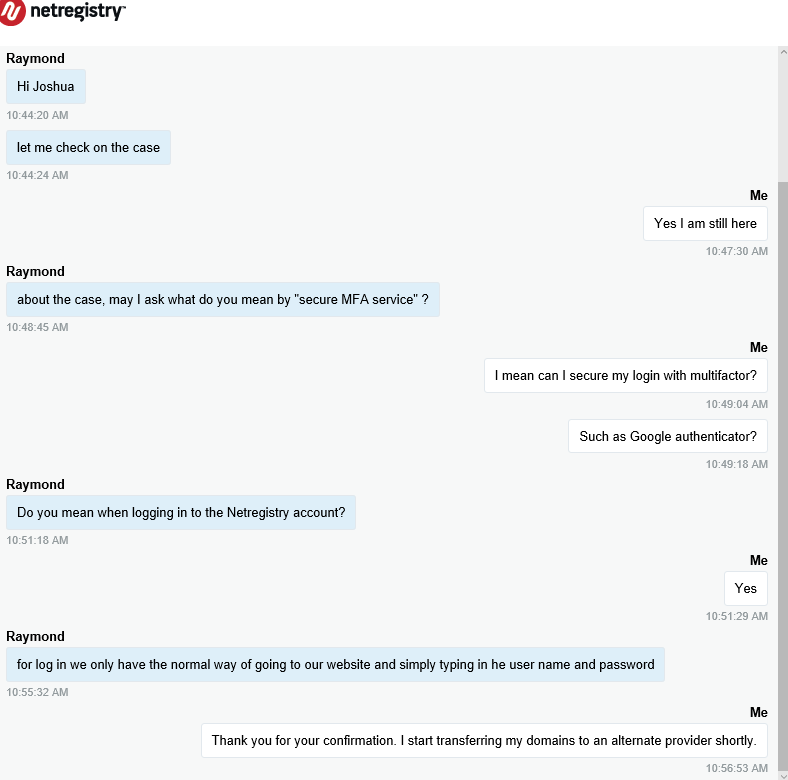 netregistry
Raymond
Hi Joshua
10:44:20 AM
let me check on the case
10:44:24 AM
Me
Yes I am still here
10:47:30 AM
Raymond
about the case, may I ask what do you mean by "secure MFA service" ?
10:48:45 AM
Me
I mean can I secure my login with multifactor?
10:49:04 AM
Such as Google authenticator?
10:49:18 AM
Raymond
Do you mean when logging in to the Netregistry account?
10:51:18 AM
Me
Yes
10:51:29 AM
Raymond
for log in we only have the normal way of going to our website and simply typing in he user name and password
10:55:32 AM
Me
Thank you for your confirmation. I start transferring my domains to an alternate provider shortly.
10:56:53 AM